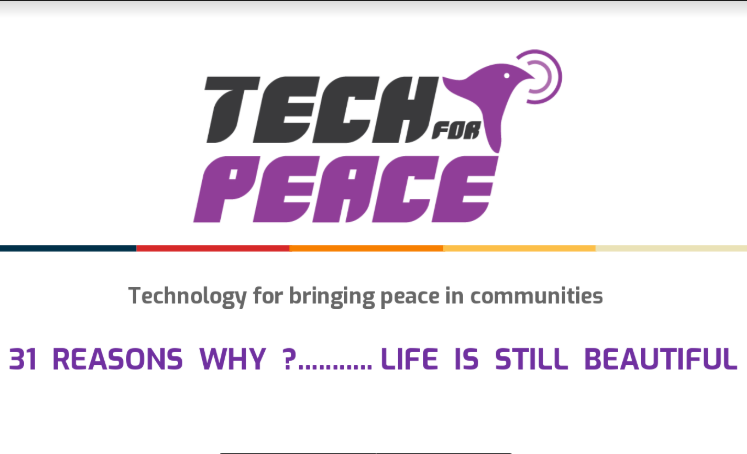 TECH FOR
PEACE
Technology for bringing peace in communities
31 REASONS WHY ?........... LIFE IS STILL BEAUTIFUL